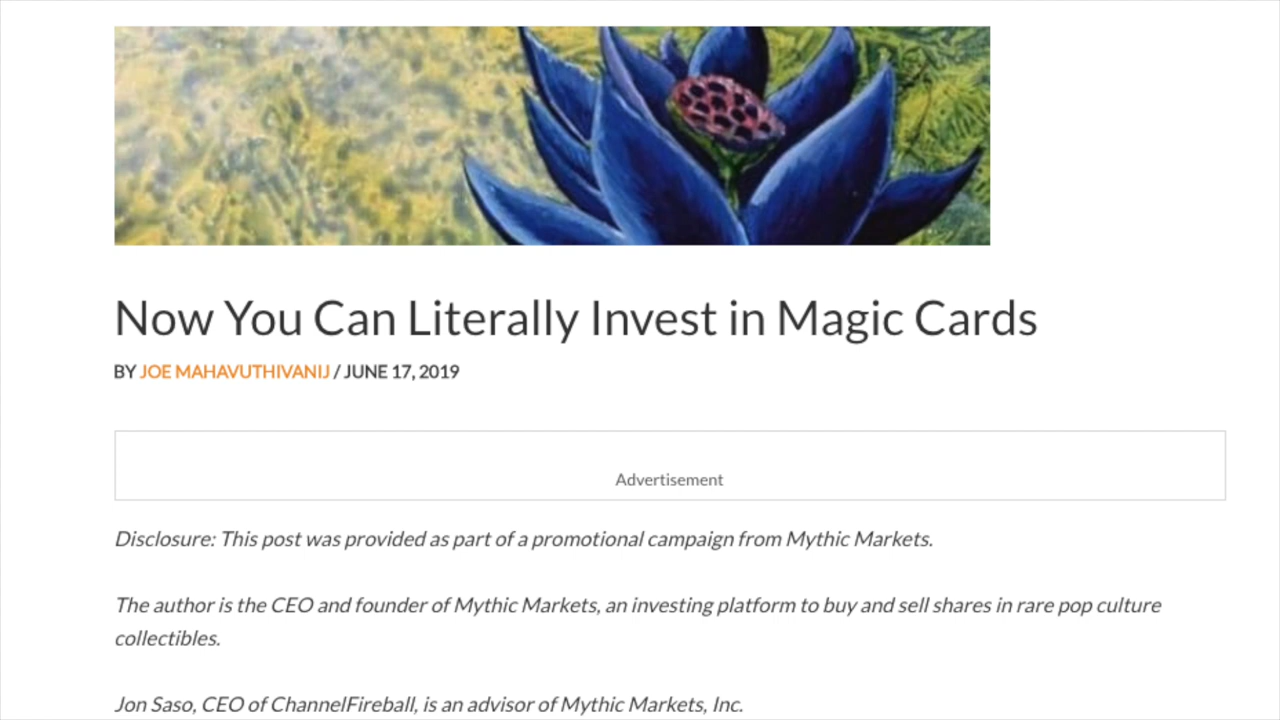 Now You Can Literally Invest in Magic Cards
BY JOE MAHAVUTHIVANIJ / JUNE 17, 2019
Advertisement
Disclosure: This post was provided as part of a promotional campaign from Mythic Markets.
The author is the CEO and founder of Mythic Markets, an investing platform to buy and sell shares in rare pop culture
collectibles.
Jon Saso, CEO of ChannelFireball, is an advisor of Mythic Markets, Inc.